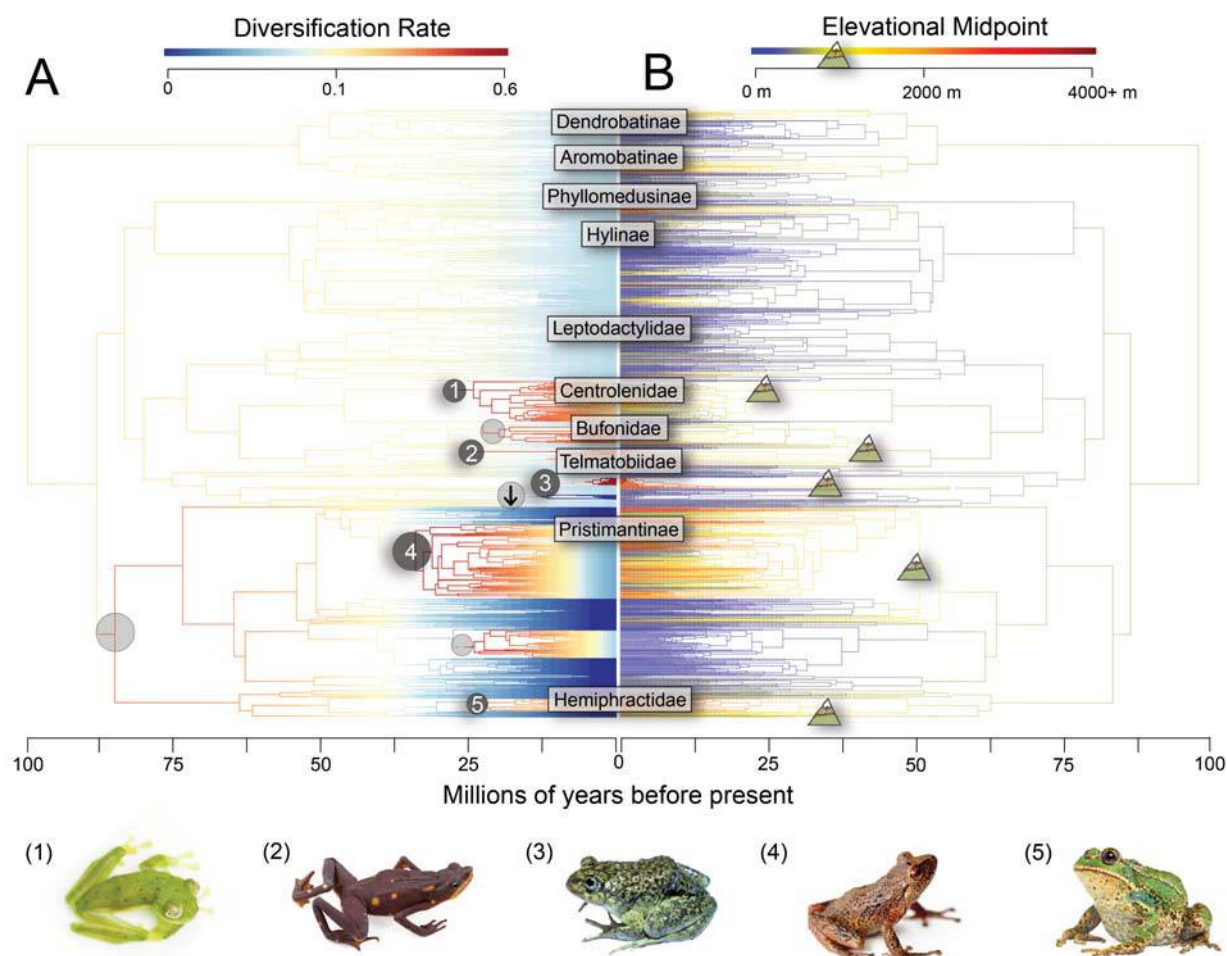 Diversification Rate
A
0
0.1
0.6
Elevational Midpoint
B
0 m
2000 m
4000+ m
Dendrobatinae
Aromobatinae
Phyllomedusinae
Hylinae
Leptodactylidae
1
Centrolenidae
Bufonidae
2
Telmatobiidae
3
Pristimantinae
4
5
Hemiphractidae
100
75
50
25
0
25
50
75
100
Millions of years before present
(1)
(2)
(3)
(4)
(5)